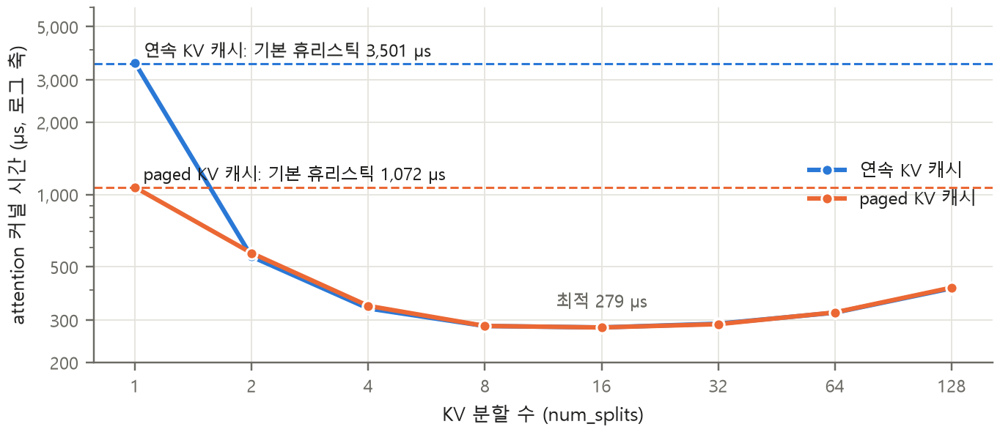 attention 커널 시간 (µs, 로그 축)
5,000
3,000
2,000
1,000
500
300
200
연속 KV 캐시: 기본 휴리스틱 3,501 µs
paged KV 캐시: 기본 휴리스틱 1,072 µs
연속 KV 캐시
paged KV 캐시
최적 279 µs
1 2 4 8 16 32 64 128
KV 분할 수 (num_splits)